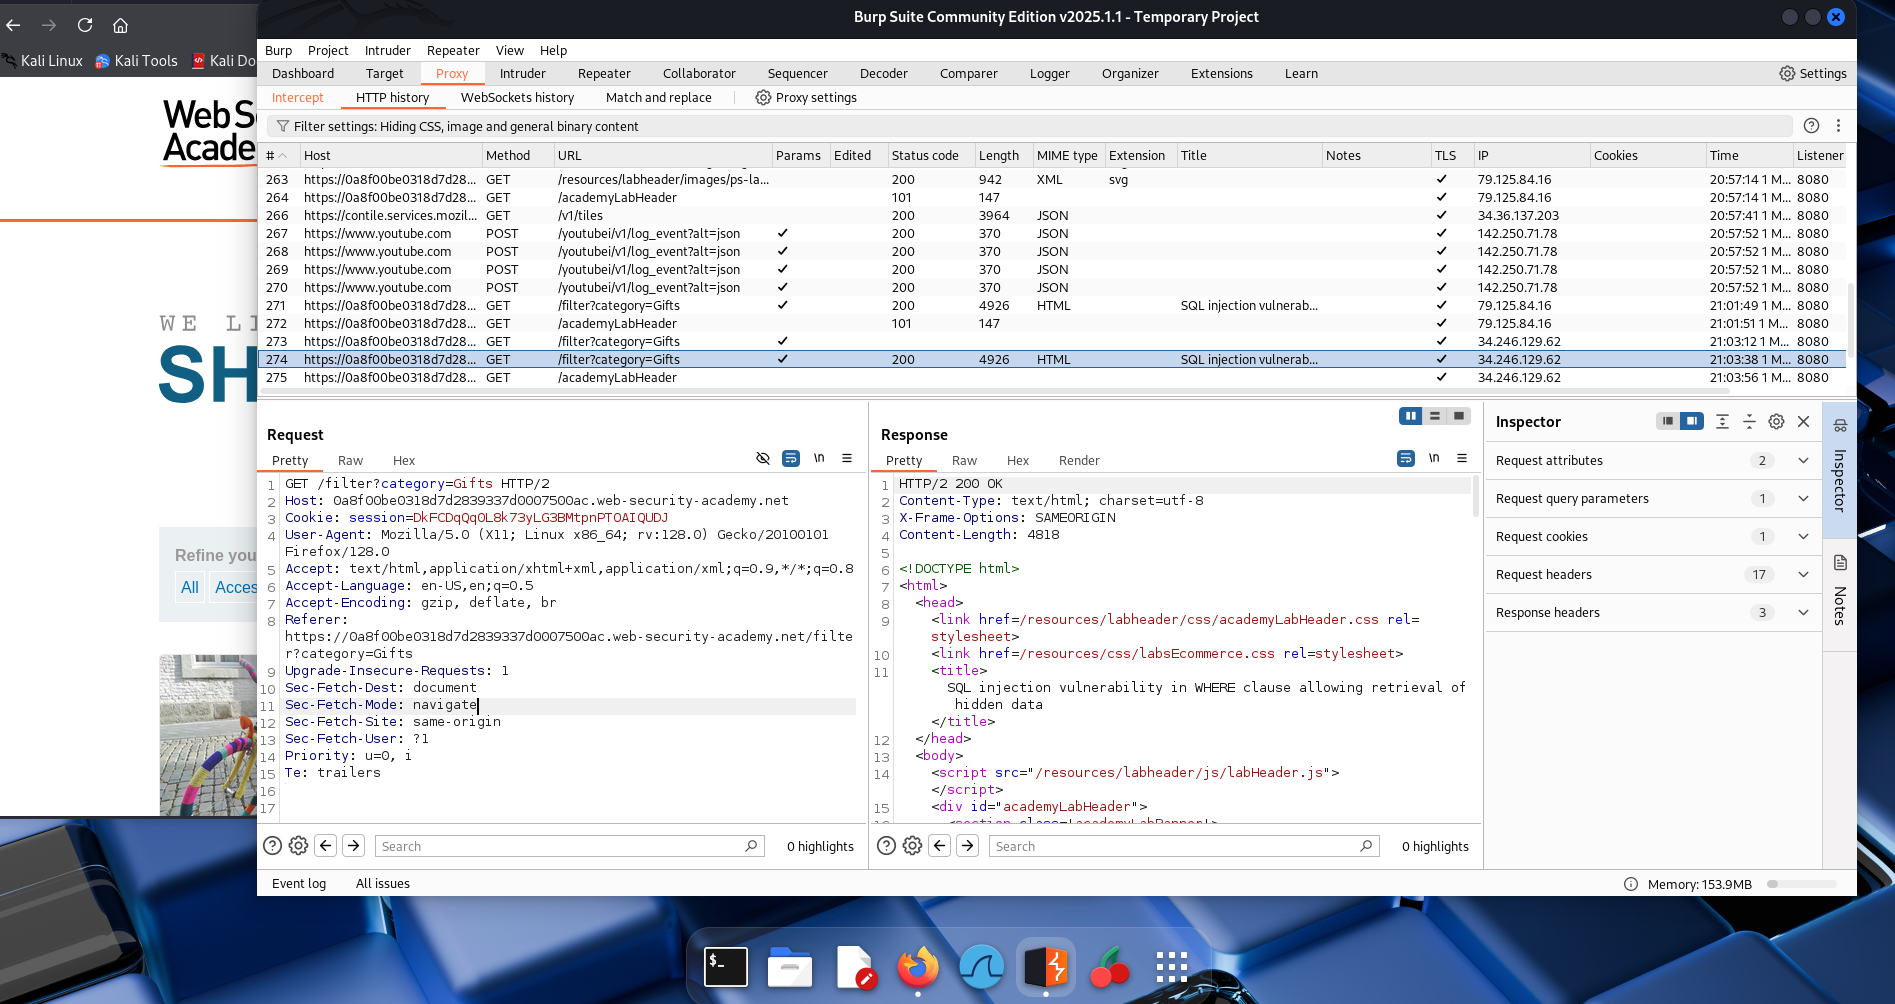 Burp Suite Community Edition v2025.1.1 - Temporary Project
Kali Linux Kali Tools Kali Do
Web S
Acade
WE LI
SH
Refine you
All Acces
Burp Project Intruder Repeater View Help
Dashboard Target Proxy Intruder Repeater Collaborator Sequencer Decoder Comparer Logger Organizer Extensions Learn Settings
Intercept HTTP history WebSockets history Match and replace Proxy settings
Filter settings: Hiding CSS, image and general binary content
# Host Method URL Params Edited Status code Length MIME type Extension Title Notes TLS IP Cookies Time Listener
263 https://0a8f00be0318d7d28... GET /resources/labheader/images/ps-la... 200 942 XML svg ✓ 79.125.84.16 20:57:14 1 M... 8080
264 https://0a8f00be0318d7d28... GET /academyLabHeader 101 147 ✓ 79.125.84.16 20:57:14 1 M... 8080
266 https://contile.services.mozil... GET /v1/tiles 200 3964 JSON ✓ 34.36.137.203 20:57:41 1 M... 8080
267 https://www.youtube.com POST /youtubei/v1/log_event?alt=json ✓ 200 370 JSON ✓ 142.250.71.78 20:57:52 1 M... 8080
268 https://www.youtube.com POST /youtubei/v1/log_event?alt=json ✓ 200 370 JSON ✓ 142.250.71.78 20:57:52 1 M... 8080
269 https://www.youtube.com POST /youtubei/v1/log_event?alt=json ✓ 200 370 JSON ✓ 142.250.71.78 20:57:52 1 M... 8080
270 https://www.youtube.com POST /youtubei/v1/log_event?alt=json ✓ 200 370 JSON ✓ 142.250.71.78 20:57:52 1 M... 8080
271 https://0a8f00be0318d7d28... GET /filter?category=Gifts ✓ 200 4926 HTML SQL injection vulnerab... ✓ 79.125.84.16 21:01:49 1 M... 8080
272 https://0a8f00be0318d7d28... GET /academyLabHeader 101 147 ✓ 79.125.84.16 21:01:51 1 M... 8080
273 https://0a8f00be0318d7d28... GET /filter?category=Gifts ✓ ✓ 34.246.129.62 21:03:12 1 M... 8080
274 https://0a8f00be0318d7d28... GET /filter?category=Gifts ✓ 200 4926 HTML SQL injection vulnerab... ✓ 34.246.129.62 21:03:38 1 M... 8080
275 https://0a8f00be0318d7d28... GET /academyLabHeader ✓ 34.246.129.62 21:03:56 1 M... 8080
Request
Pretty Raw Hex \n
1 GET /filter?category=Gifts HTTP/2
2 Host: 0a8f00be0318d7d2839337d0007500ac.web-security-academy.net
3 Cookie: session=DkFCDqQq0L8k73yLG3BMtpnPTOAIQUDJ
4 User-Agent: Mozilla/5.0 (X11; Linux x86_64; rv:128.0) Gecko/20100101
Firefox/128.0
5 Accept: text/html,application/xhtml+xml,application/xml;q=0.9,*/*;q=0.8
6 Accept-Language: en-US,en;q=0.5
7 Accept-Encoding: gzip, deflate, br
8 Referer:
https://0a8f00be0318d7d2839337d0007500ac.web-security-academy.net/filte
r?category=Gifts
9 Upgrade-Insecure-Requests: 1
10 Sec-Fetch-Dest: document
11 Sec-Fetch-Mode: navigate
12 Sec-Fetch-Site: same-origin
13 Sec-Fetch-User: ?1
14 Priority: u=0, i
15 Te: trailers
16
17
Search 0 highlights
Response
Pretty Raw Hex Render \n
1 HTTP/2 200 OK
2 Content-Type: text/html; charset=utf-8
3 X-Frame-Options: SAMEORIGIN
4 Content-Length: 4818
5
6 <!DOCTYPE html>
7 <html>
8 <head>
9 <link href=/resources/labheader/css/academyLabHeader.css rel=
stylesheet>
10 <link href=/resources/css/labsEcommerce.css rel=stylesheet>
11 <title>
SQL injection vulnerability in WHERE clause allowing retrieval of
hidden data
</title>
12 </head>
13 <body>
14 <script src="/resources/labheader/js/labHeader.js">
</script>
15 <div id="academyLabHeader">
<section class='academyLabBanner'>
Search 0 highlights
Inspector
Request attributes 2
Request query parameters 1
Request cookies 1
Request headers 17
Response headers 3
Inspector
Notes
Event log All issues Memory: 153.9MB
$_